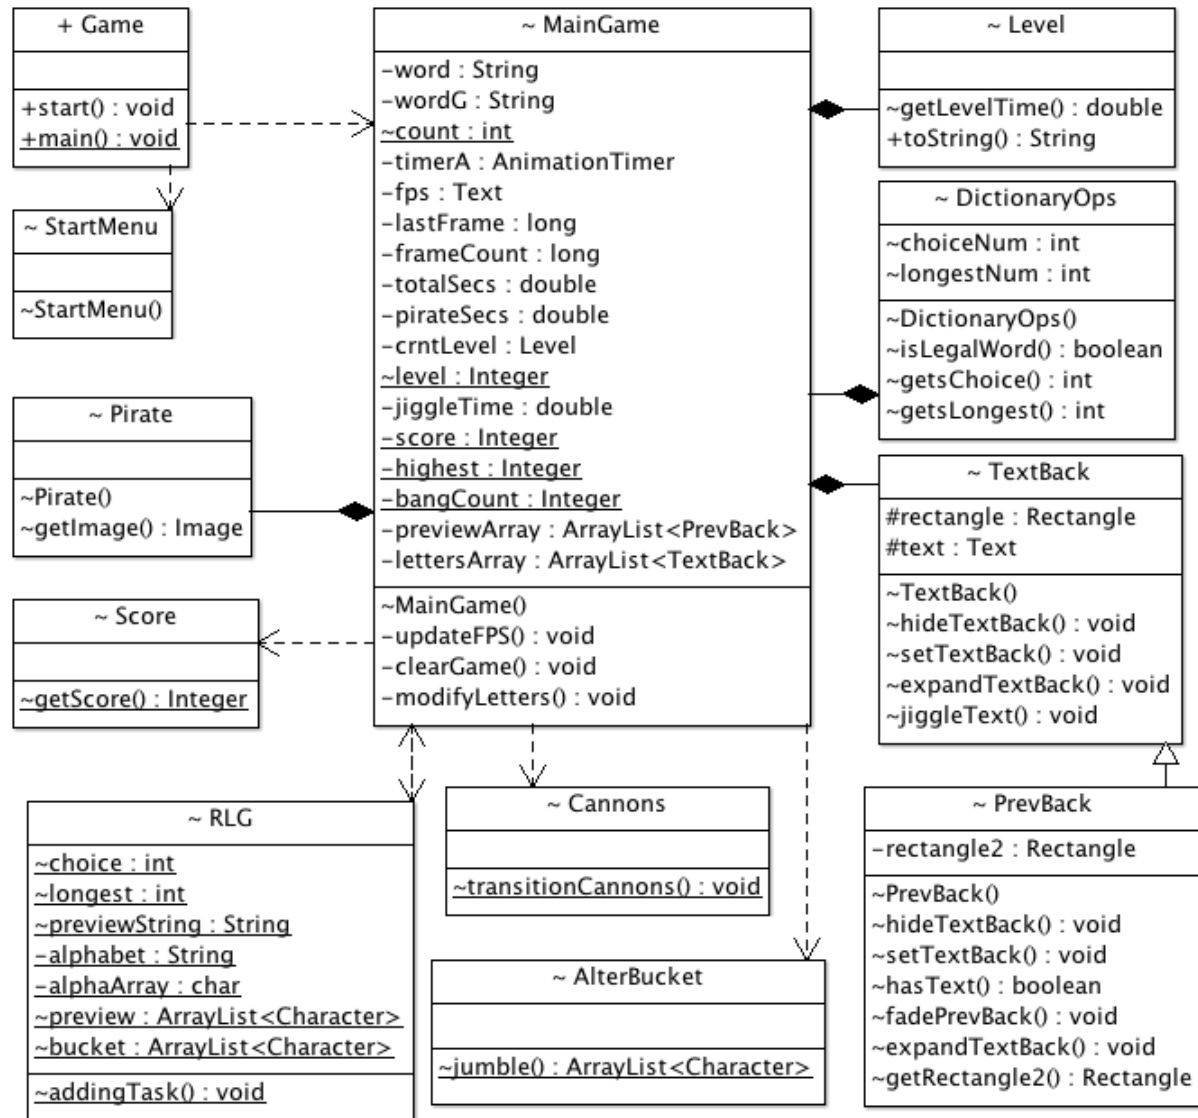 + Game
+start() : void
+main() : void
~ StartMenu
~StartMenu()
~ Pirate
~Pirate()
~getImage() : Image
~ Score
~getScore() : Integer
~ RLG
~choice : int
~longest : int
~previewString : String
-alphabet : String
-alphaArray : char
~preview : ArrayList<Character>
~bucket : ArrayList<Character>
~addingTask() : void
~ MainGame
-word : String
-wordG : String
~count : int
-timerA : AnimationTimer
-fps : Text
-lastFrame : long
-frameCount : long
-totalSecs : double
-pirateSecs : double
-crntLevel : Level
~level : Integer
-jiggleTime : double
-score : Integer
-highest : Integer
-bangCount : Integer
-previewArray : ArrayList<PrevBack>
-lettersArray : ArrayList<TextBack>
~MainGame()
-updateFPS() : void
-clearGame() : void
-modifyLetters() : void
~ Cannons
~transitionCannons() : void
~ AlterBucket
~jumble() : ArrayList<Character>
~ Level
~getLevelTime() : double
+toString() : String
~ DictionaryOps
~choiceNum : int
~longestNum : int
~DictionaryOps()
~isLegalWord() : boolean
~getsChoice() : int
~getsLongest() : int
~ TextBack
#rectangle : Rectangle
#text : Text
~TextBack()
~hideTextBack() : void
~setTextBack() : void
~expandTextBack() : void
~jiggleText() : void
~ PrevBack
-rectangle2 : Rectangle
~PrevBack()
~hideTextBack() : void
~setTextBack() : void
~hasText() : boolean
~fadePrevBack() : void
~expandTextBack() : void
~getRectangle2() : Rectangle